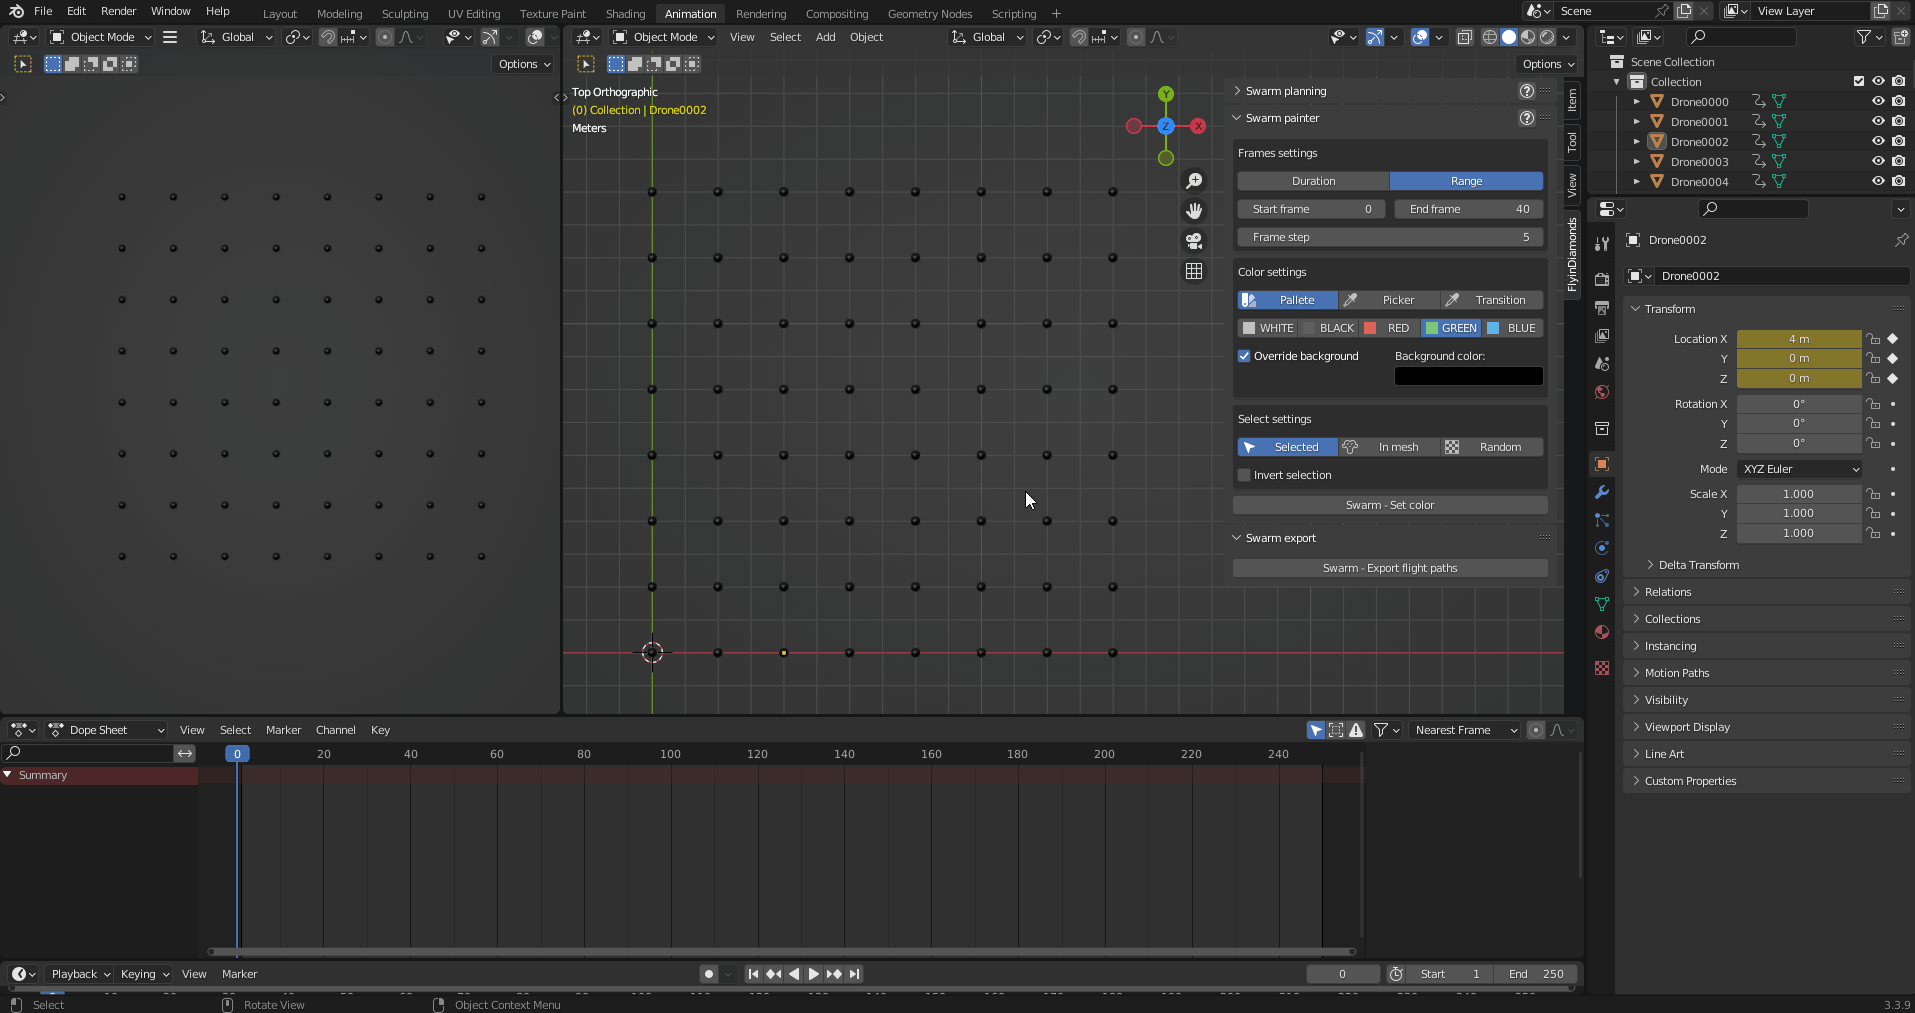 File Edit Render Window Help Layout Modeling Sculpting UV Editing Texture Paint Shading Animation Rendering Compositing Geometry Nodes Scripting + Scene View Layer
Object Mode Global Object Mode View Select Add Object Global
Options Options
Top Orthographic
(0) Collection | Drone0002
Meters
Y
X
Z
Swarm planning
Swarm painter
Frames settings
Duration Range
Start frame 0 End frame 40
Frame step 5
Color settings
Pallete Picker Transition
WHITE BLACK RED GREEN BLUE
Override background Background color:
Select settings
Selected In mesh Random
Invert selection
Swarm - Set color
Swarm export
Swarm - Export flight paths
Item
Tool
View
FlyinDiamonds
Scene Collection
Collection
Drone0000
Drone0001
Drone0002
Drone0003
Drone0004
Drone0002
Drone0002
Transform
Location X 4 m
Y 0 m
Z 0 m
Rotation X 0°
Y 0°
Z 0°
Mode XYZ Euler
Scale X 1.000
Y 1.000
Z 1.000
Delta Transform
Relations
Collections
Instancing
Motion Paths
Visibility
Viewport Display
Line Art
Custom Properties
Dope Sheet View Select Marker Channel Key Nearest Frame
0 20 40 60 80 100 120 140 160 180 200 220 240
Summary
Playback Keying View Marker 0 Start 1 End 250
Select Rotate View Object Context Menu 3.3.9